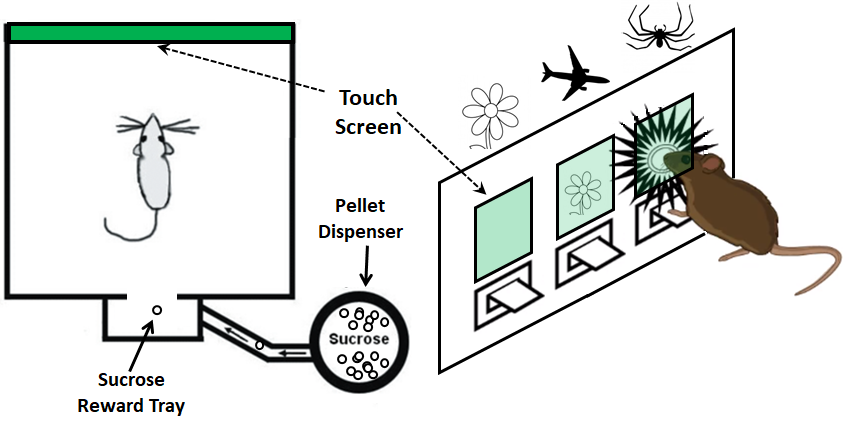 Touch
Screen
Pellet
Dispenser
Sucrose
Sucrose
Reward Tray